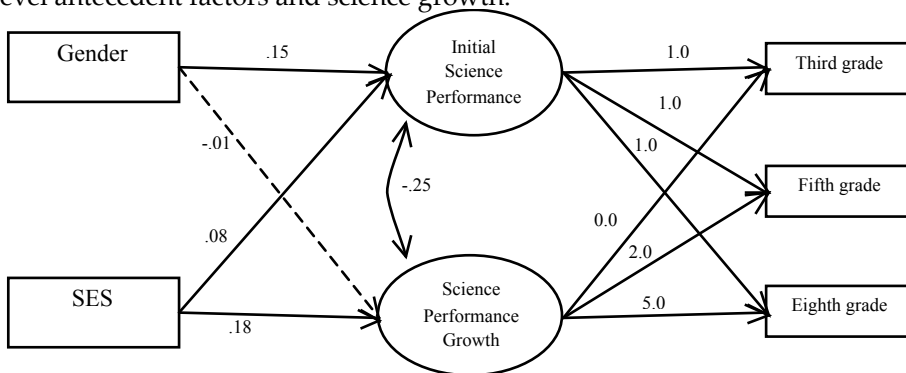 level antecedent factors and science growth.
Gender
.15
Initial
Science
Performance
1.0
Third grade
1.0
-.01
1.0
-.25
Fifth grade
.08
0.0
2.0
SES
.18
Science
Performance
Growth
5.0
Eighth grade